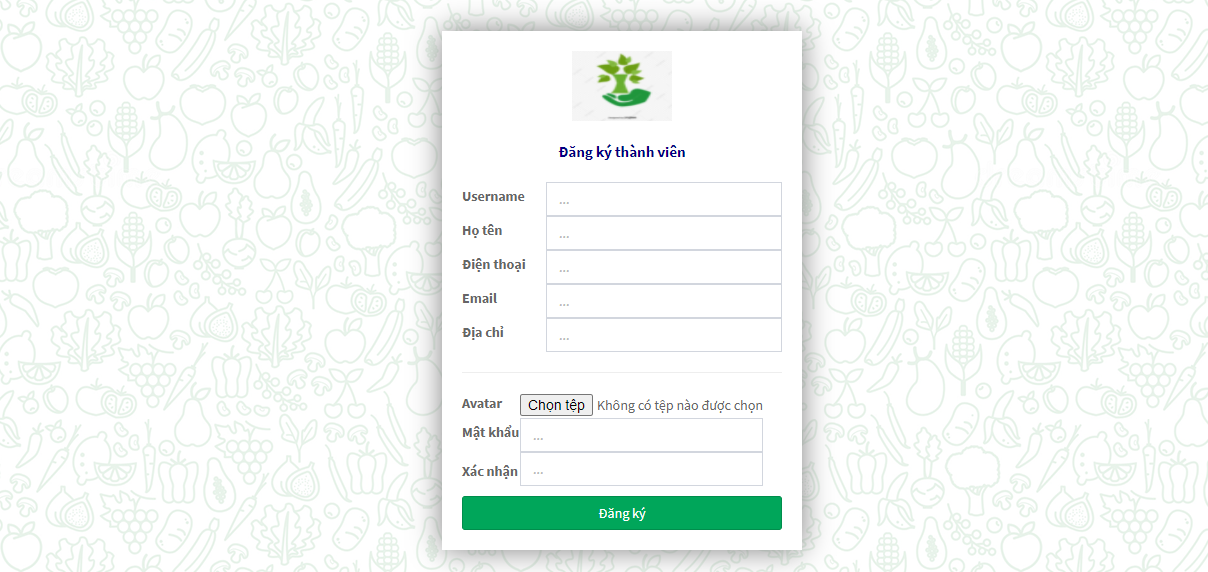 Đăng ký thành viên
Username ...
Họ tên ...
Điện thoại ...
Email ...
Địa chỉ ...
Avatar Chọn tệp Không có tệp nào được chọn
Mật khẩu ...
Xác nhận ...
Đăng ký